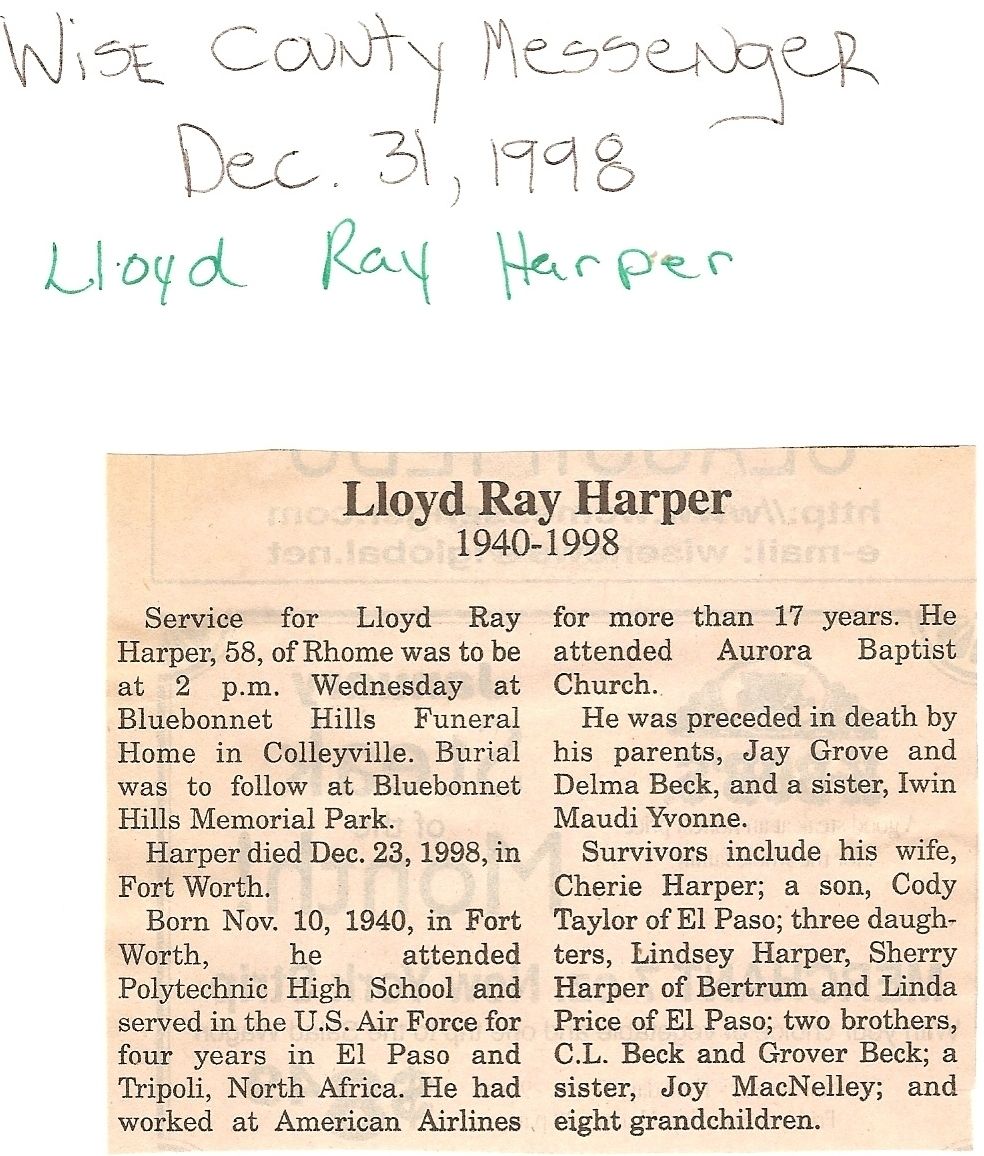 Wise County Messenger
Dec. 31, 1998
Lloyd Ray Harper
Lloyd Ray Harper
1940-1998
Service for Lloyd Ray
Harper, 58, of Rhome was to be
at 2 p.m. Wednesday at
Bluebonnet Hills Funeral
Home in Colleyville. Burial
was to follow at Bluebonnet
Hills Memorial Park.
Harper died Dec. 23, 1998, in
Fort Worth.
Born Nov. 10, 1940, in Fort
Worth, he attended
Polytechnic High School and
served in the U.S. Air Force for
four years in El Paso and
Tripoli, North Africa. He had
worked at American Airlines
for more than 17 years. He
attended Aurora Baptist
Church.
He was preceded in death by
his parents, Jay Grove and
Delma Beck, and a sister, Iwin
Maudi Yvonne.
Survivors include his wife,
Cherie Harper; a son, Cody
Taylor of El Paso; three daugh-
ters, Lindsey Harper, Sherry
Harper of Bertrum and Linda
Price of El Paso; two brothers,
C.L. Beck and Grover Beck; a
sister, Joy MacNelley; and
eight grandchildren.